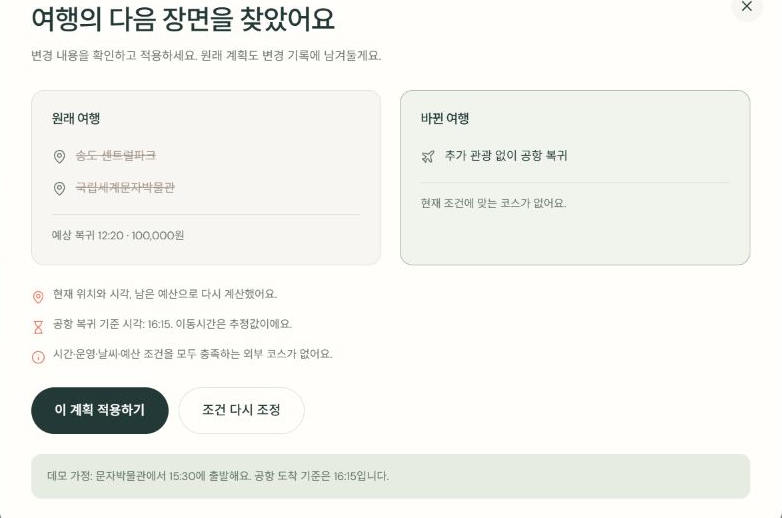 여행의 다음 장면을 찾았어요
변경 내용을 확인하고 적용하세요. 원래 계획도 변경 기록에 남겨둘게요.
원래 여행
송도 센트럴파크
국립세계문자박물관
예상 복귀 12:20 · 100,000원
바뀐 여행
추가 관광 없이 공항 복귀
현재 조건에 맞는 코스가 없어요.
현재 위치와 시각, 남은 예산으로 다시 계산했어요.
공항 복귀 기준 시각: 16:15. 이동시간은 추정값이에요.
시간·운영·날씨·예산 조건을 모두 충족하는 외부 코스가 없어요.
이 계획 적용하기
조건 다시 조정
데모 가정: 문자박물관에서 15:30에 출발해요. 공항 도착 기준은 16:15입니다.